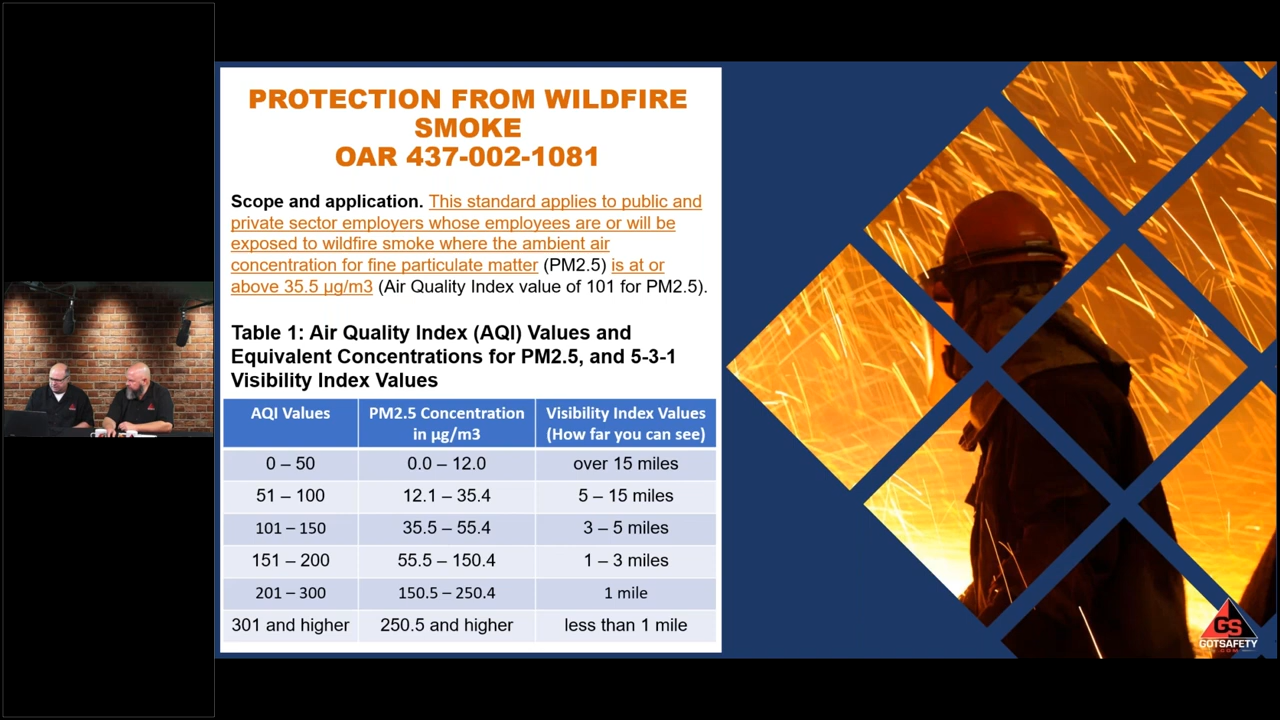 PROTECTION FROM WILDFIRE
SMOKE
OAR 437-002-1081
Scope and application. This standard applies to public and
private sector employers whose employees are or will be
exposed to wildfire smoke where the ambient air
concentration for fine particulate matter (PM2.5) is at or
above 35.5 µg/m3 (Air Quality Index value of 101 for PM2.5).
Table 1: Air Quality Index (AQI) Values and
Equivalent Concentrations for PM2.5, and 5-3-1
Visibility Index Values
AQI Values PM2.5 Concentration in µg/m3 Visibility Index Values (How far you can see)
0 – 50 0.0 – 12.0 over 15 miles
51 – 100 12.1 – 35.4 5 – 15 miles
101 – 150 35.5 – 55.4 3 – 5 miles
151 – 200 55.5 – 150.4 1 – 3 miles
201 – 300 150.5 – 250.4 1 mile
301 and higher 250.5 and higher less than 1 mile
GS
GOTSAFETY